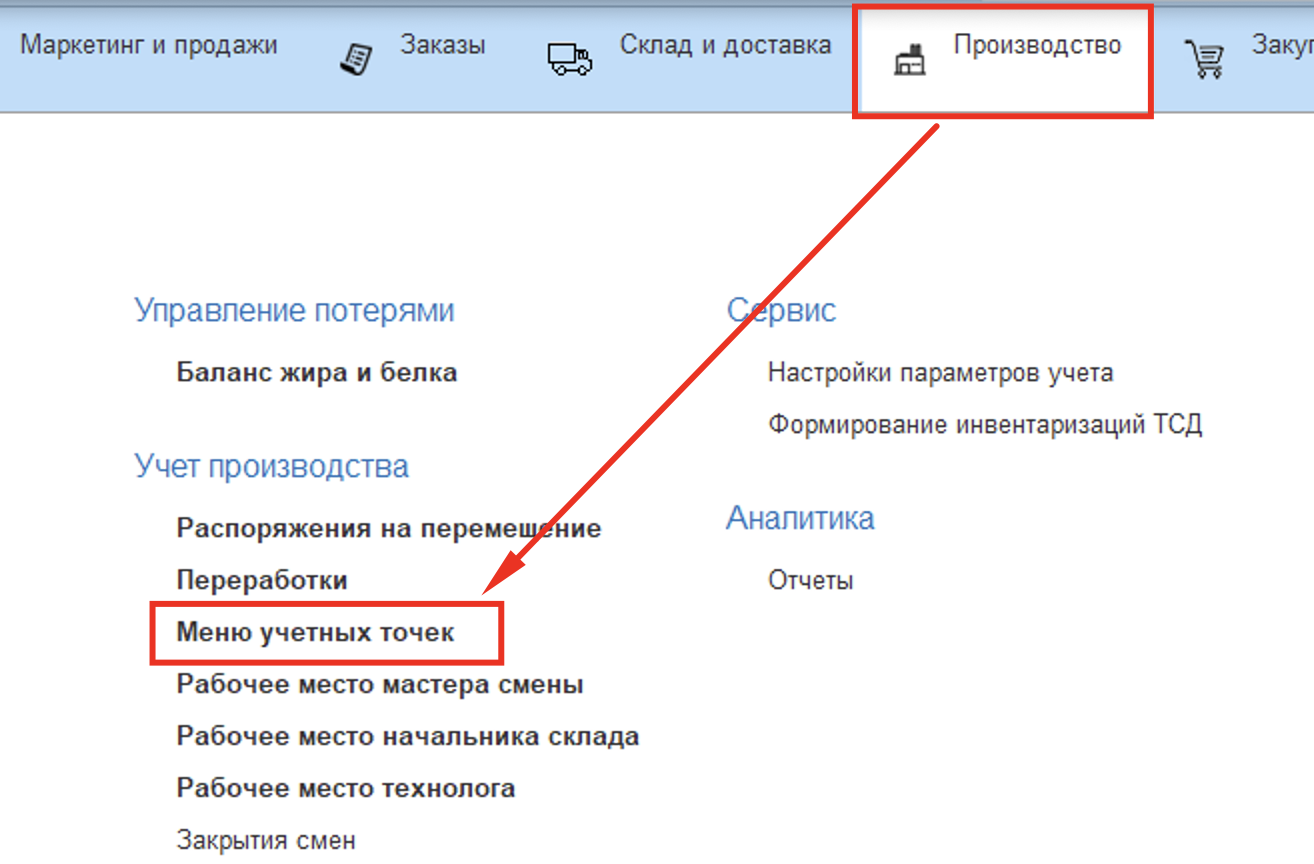 Маркетинг и продажи
Заказы
Склад и доставка
Производство
Закуп
Управление потерями
Баланс жира и белка
Учет производства
Распоряжения на перемещение
Переработки
Меню учетных точек
Рабочее место мастера смены
Рабочее место начальника склада
Рабочее место технолога
Закрытия смен
Сервис
Настройки параметров учета
Формирование инвентаризаций ТСД
Аналитика
Отчеты